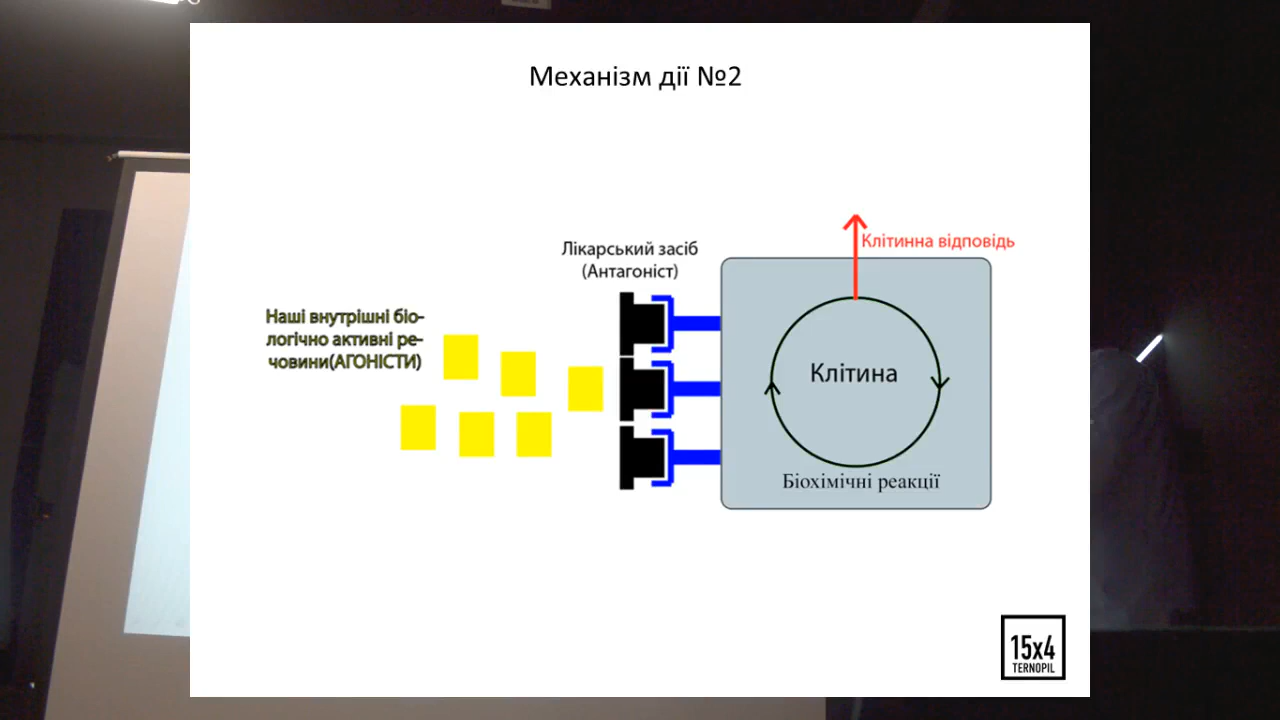 Механізм дії №2
Лікарський засіб
(Антагоніст)
Клітинна відповідь
Наші внутрішні біо-
логічно активні ре-
човини(АГОНІСТИ)
Клітина
Біохімічні реакції
15x4
TERNOPIL